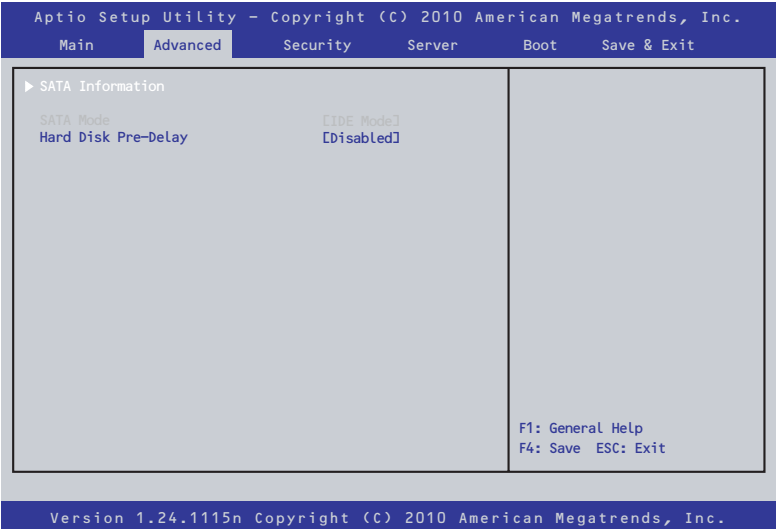 Aptio Setup Utility – Copyright (C) 2010 American Megatrends, Inc.
Main Advanced Security Server Boot Save & Exit
SATA Information
SATA Mode [IDE Mode]
Hard Disk Pre-Delay [Disabled]
F1: General Help
F4: Save ESC: Exit
Version 1.24.1115n Copyright (C) 2010 American Megatrends, Inc.